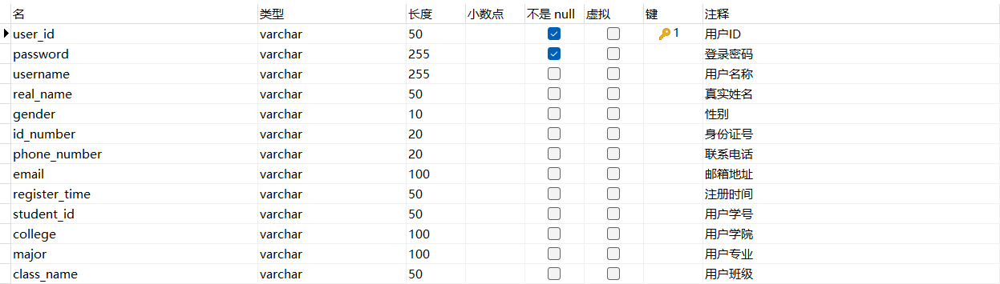 名 类型 长度 小数点 不是 null 虚拟 键 注释
user_id varchar 50 1 用户ID
password varchar 255 登录密码
username varchar 255 用户名称
real_name varchar 50 真实姓名
gender varchar 10 性别
id_number varchar 20 身份证号
phone_number varchar 20 联系电话
email varchar 100 邮箱地址
register_time varchar 50 注册时间
student_id varchar 50 用户学号
college varchar 100 用户学院
major varchar 100 用户专业
class_name varchar 50 用户班级